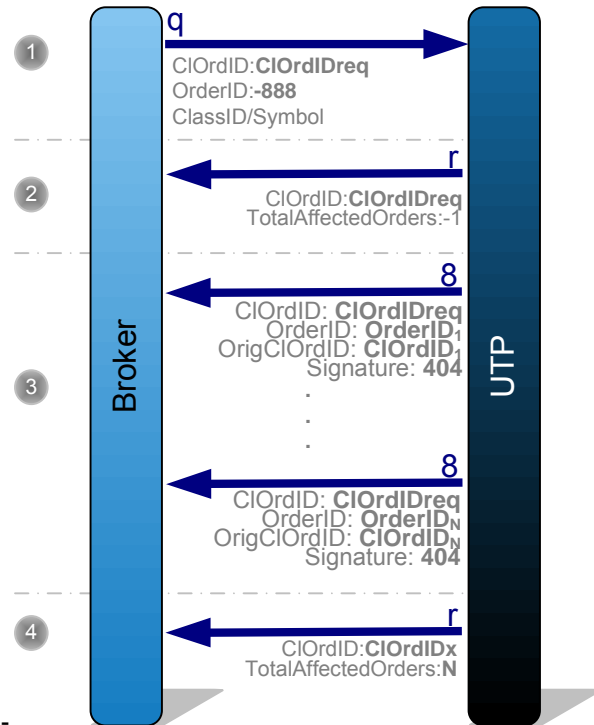 q
1
ClOrdID:ClOrdIDreq
OrderID:-888
ClassID/Symbol
r
2
ClOrdID:ClOrdIDreq
TotalAffectedOrders:-1
8
ClOrdID: ClOrdIDreq
OrderID: OrderID₁
OrigClOrdID: ClOrdID₁
Signature: 404
.
.
.
Broker
UTP
3
8
ClOrdID: ClOrdIDreq
OrderID: OrderIDN
OrigClOrdID: ClOrdIDN
Signature: 404
r
4
ClOrdID:ClOrdIDx
TotalAffectedOrders:N